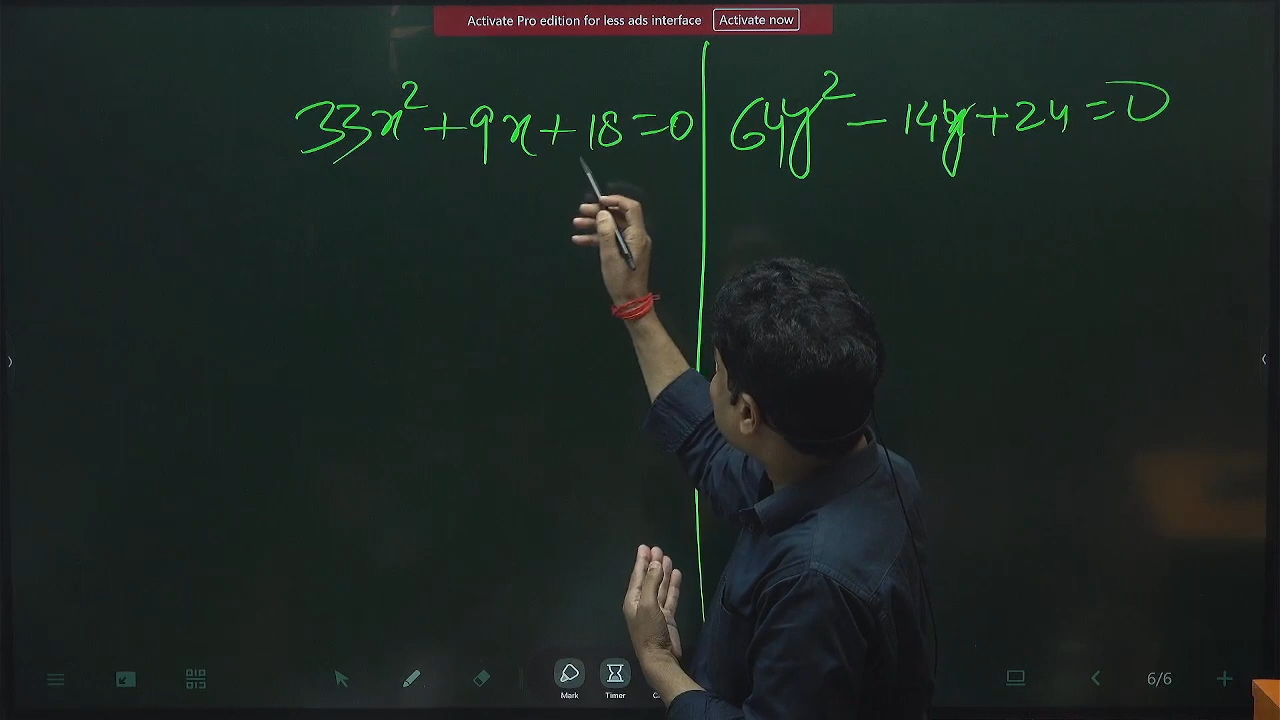 Activate Pro edition for less ads interface Activate now
33x² + 9x + 18 = 0
64y² - 14y + 24 = 0
Mark
Timer
6/6